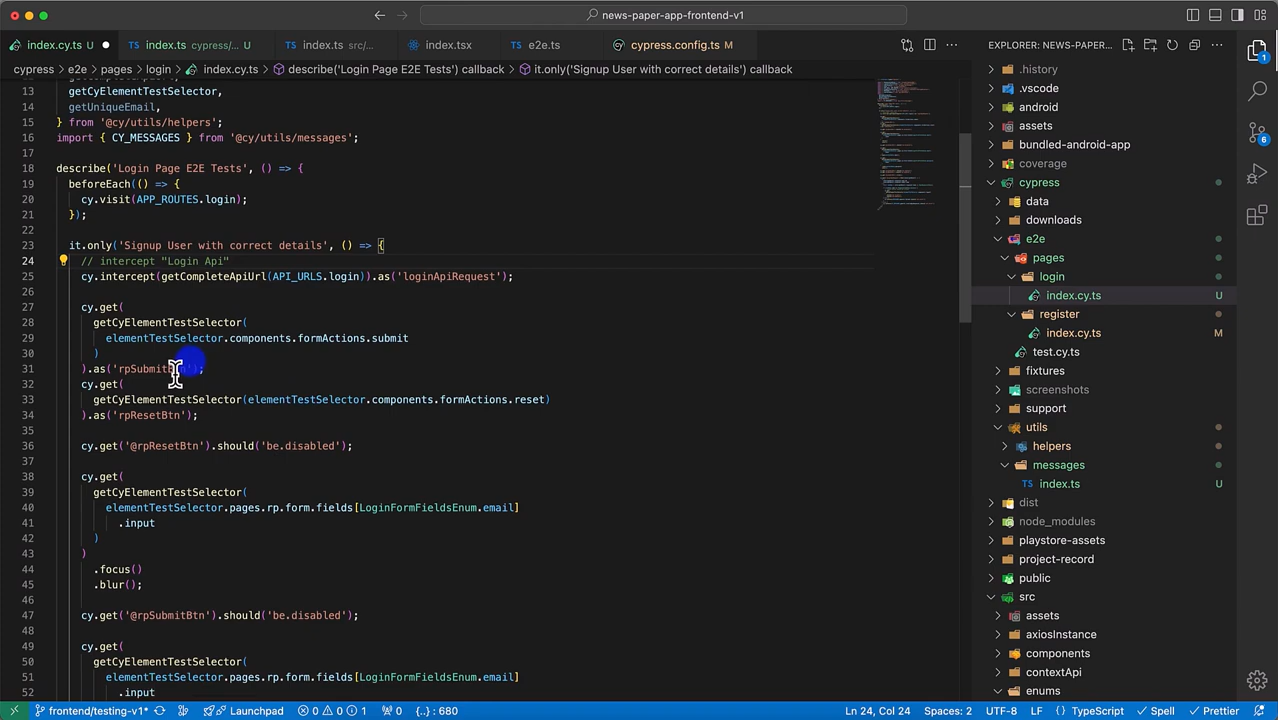 news-paper-app-frontend-v1
index.cy.ts U
index.ts cypress/... U
index.ts src/...
index.tsx
e2e.ts
cypress.config.ts M
EXPLORER: NEWS-PAPER...
cypress > e2e > pages > login > index.cy.ts > describe('Login Page E2E Tests') callback > it.only('Signup User with correct details') callback
13 getCyElementTestSelector,
14 getUniqueEmail,
15 } from '@cy/utils/helpers';
16 import { CY_MESSAGES } from '@cy/utils/messages';
17
18 describe('Login Page E2E Tests', () => {
19 beforeEach(() => {
20 cy.visit(APP_ROUTES.login);
21 });
22
23 it.only('Signup User with correct details', () => {
24 // intercept "Login Api"
25 cy.intercept(getCompleteApiUrl(API_URLS.login)).as('loginApiRequest');
26
27 cy.get(
28 getCyElementTestSelector(
29 elementTestSelector.components.formActions.submit
30 )
31 ).as('rpSubmitBtn');
32 cy.get(
33 getCyElementTestSelector(elementTestSelector.components.formActions.reset)
34 ).as('rpResetBtn');
35
36 cy.get('@rpResetBtn').should('be.disabled');
37
38 cy.get(
39 getCyElementTestSelector(
40 elementTestSelector.pages.rp.form.fields[LoginFormFieldsEnum.email]
41 .input
42 )
43 )
44 .focus()
45 .blur();
46
47 cy.get('@rpSubmitBtn').should('be.disabled');
48
49 cy.get(
50 getCyElementTestSelector(
51 elementTestSelector.pages.rp.form.fields[LoginFormFieldsEnum.email]
52 .input
.history
.vscode
android
assets
bundled-android-app
coverage
cypress
data
downloads
e2e
pages
login
index.cy.ts U
register
index.cy.ts M
test.cy.ts
fixtures
screenshots
support
utils
helpers
messages
index.ts U
dist
node_modules
playstore-assets
project-record
public
src
assets
axiosInstance
components
contextApi
enums
1
6
frontend/testing-v1*
Launchpad
0 0 1
0
{..} : 680
Ln 24, Col 24
Spaces: 2
UTF-8
LF
{} TypeScript
Spell
Prettier